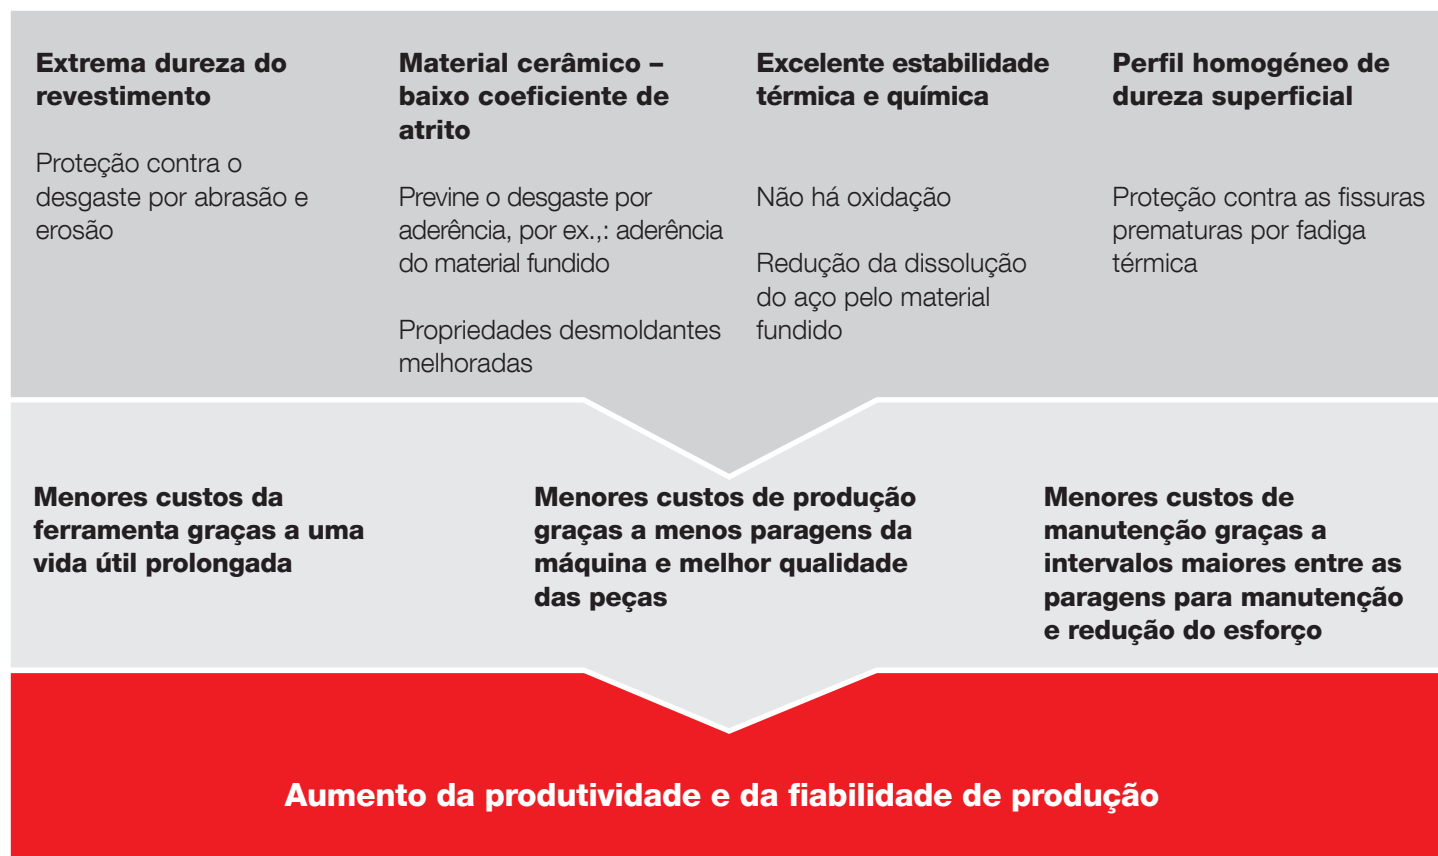 Extrema dureza do
revestimento
Proteção contra o
desgaste por abrasão e
erosão
Material cerâmico –
baixo coeficiente de
atrito
Previne o desgaste por
aderência, por ex.,: aderência
do material fundido
Propriedades desmoldantes
melhoradas
Excelente estabilidade
térmica e química
Não há oxidação
Redução da dissolução
do aço pelo material
fundido
Perfil homogéneo de
dureza superficial
Proteção contra as fissuras
prematuras por fadiga
térmica
Menores custos da
ferramenta graças a uma
vida útil prolongada
Menores custos de produção
graças a menos paragens da
máquina e melhor qualidade
das peças
Menores custos de
manutenção graças a
intervalos maiores entre as
paragens para manutenção
e redução do esforço
Aumento da produtividade e da fiabilidade de produção